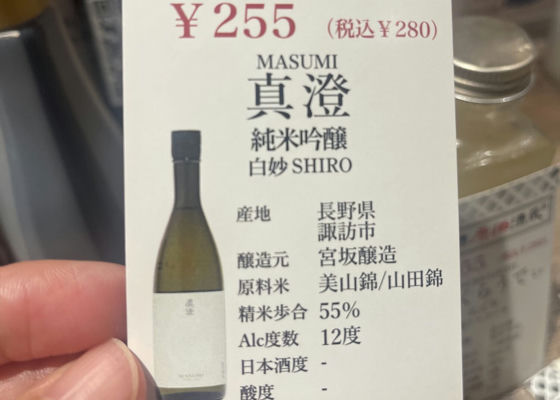 ￥255 (税込￥280)
MASUMI
真澄
純米吟醸
白妙 SHIRO
産地 長野県
諏訪市
醸造元 宮坂醸造
原料米 美山錦/山田錦
精米歩合 55%
Alc度数 12度
日本酒度 -
酸度 -
真澄
MASUMI